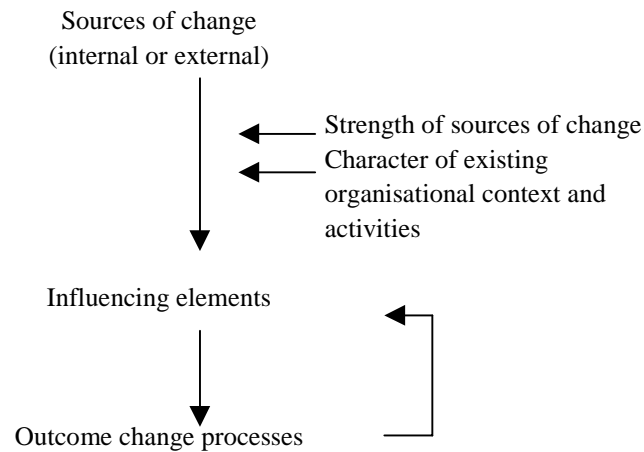 Sources of change
(internal or external)
Strength of sources of change
Character of existing
organisational context and
activities
Influencing elements
Outcome change processes